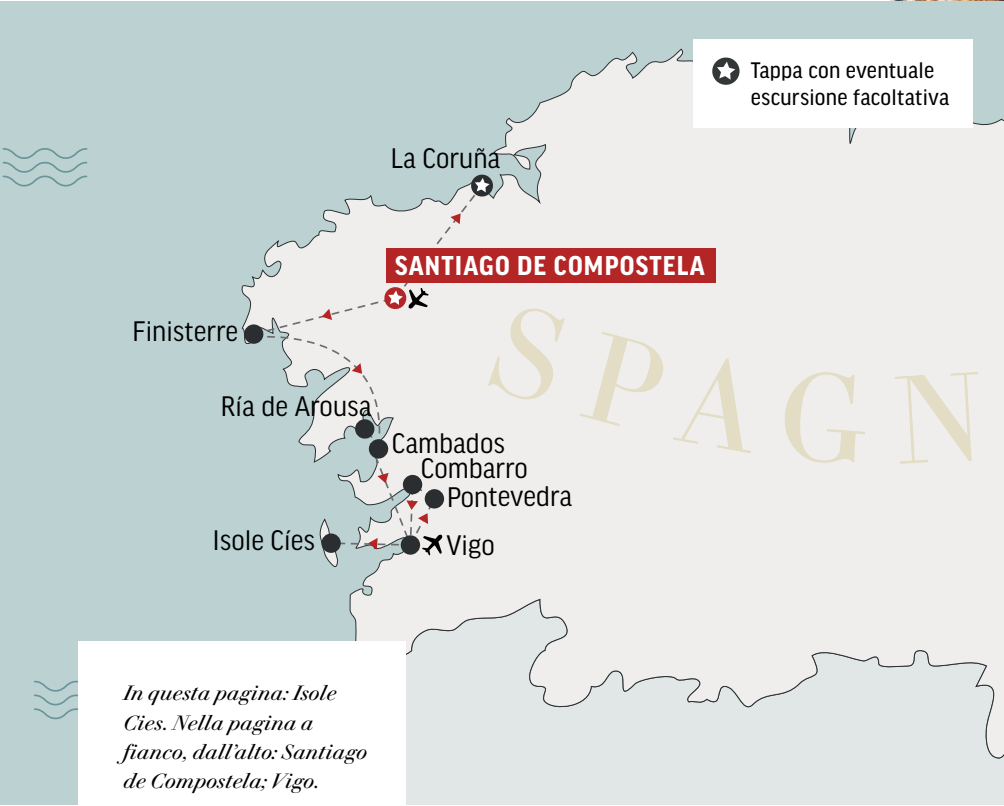 Tappa con eventuale
escursione facoltativa
La Coruña
SANTIAGO DE COMPOSTELA
Finisterre
SPAGN
Ría de Arousa
Cambados
Combarro
Pontevedra
Isole Cíes
Vigo
In questa pagina: Isole
Cies. Nella pagina a
fianco, dall’alto: Santiago
de Compostela; Vigo.